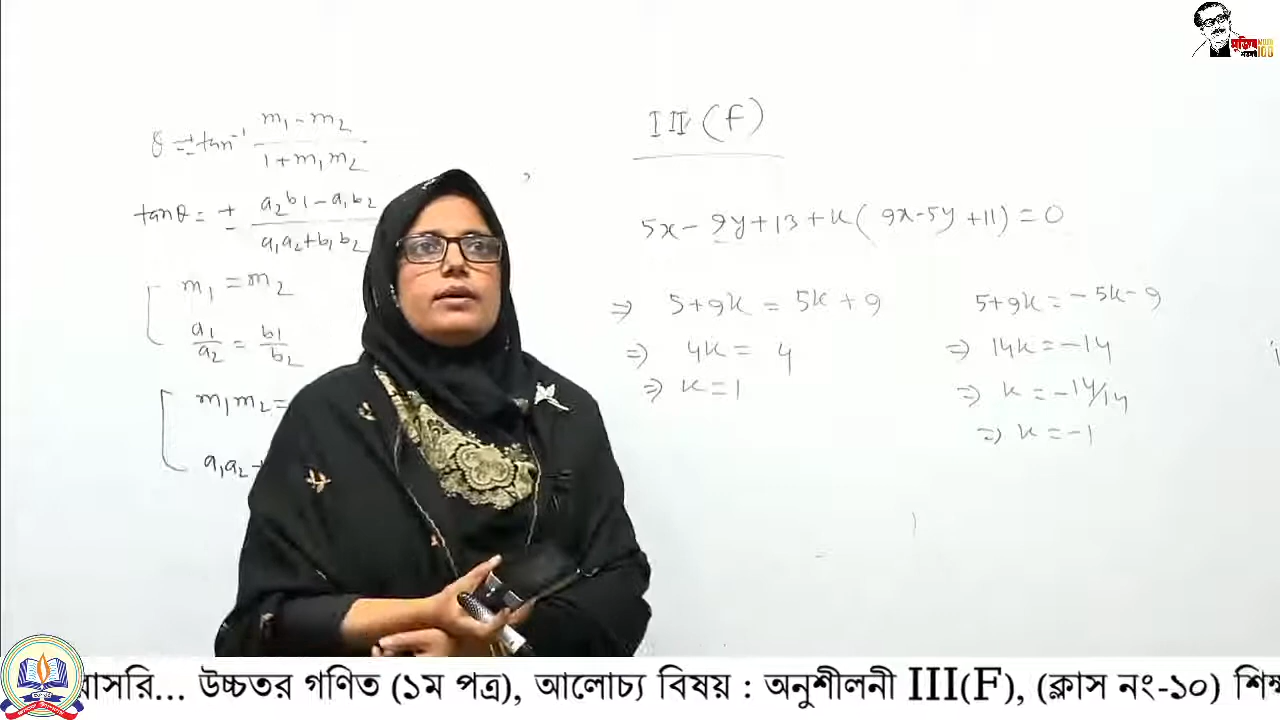 III (F)
θ = ± tan⁻¹ m₁ - m₂ / 1 + m₁ m₂
tanθ = ± a₂b₁ - a₁b₂ / a₁a₂ + b₁b₂
m₁ = m₂
a₁/a₂ = b₁/b₂
m₁m₂ =
a₁a₂ +
5x - 9y + 13 + k( 9x - 5y + 11) = 0
⇒ 5 + 9k = 5k + 9
⇒ 4k = 4
⇒ k = 1
5 + 9k = -5k - 9
⇒ 14k = -14
⇒ k = -14/14
⇒ k = -1
উচ্চতর গণিত (১ম পত্র), আলোচ্য বিষয় : অনুশীলনী III(F), (ক্লাস নং-১০)